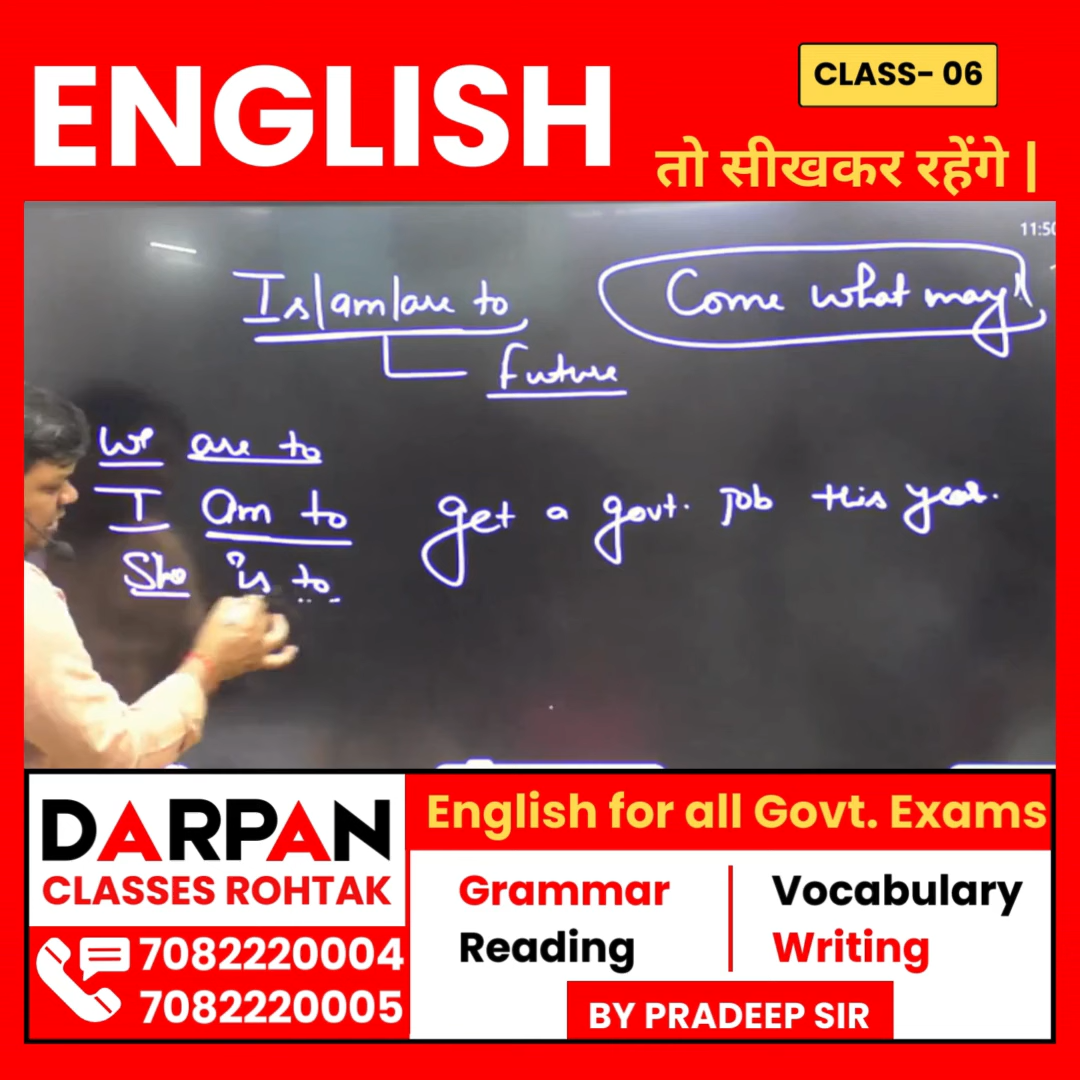 ENGLISH
CLASS- 06
तो सीखकर रहेंगे |
11:50
Is/am/are to
Come what may
Future
We are to
I am to get a govt. job this year.
She is to
DARPAN
CLASSES ROHTAK
7082220004
7082220005
English for all Govt. Exams
Grammar
Vocabulary
Reading
Writing
BY PRADEEP SIR